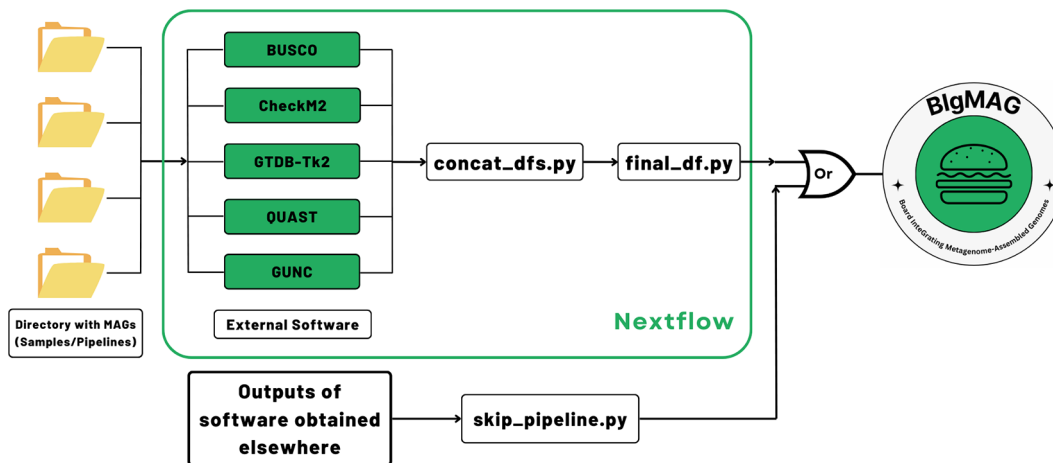 BUSCO
CheckM2
GTDB-Tk2
QUAST
GUNC
External Software
Directory with MAGs
(Samples/Pipelines)
concat_dfs.py
final_df.py
Nextflow
Outputs of
software obtained
elsewhere
skip_pipeline.py
Or
BIgMAG
Board InteGrating Metagenome-Assembled Genomes